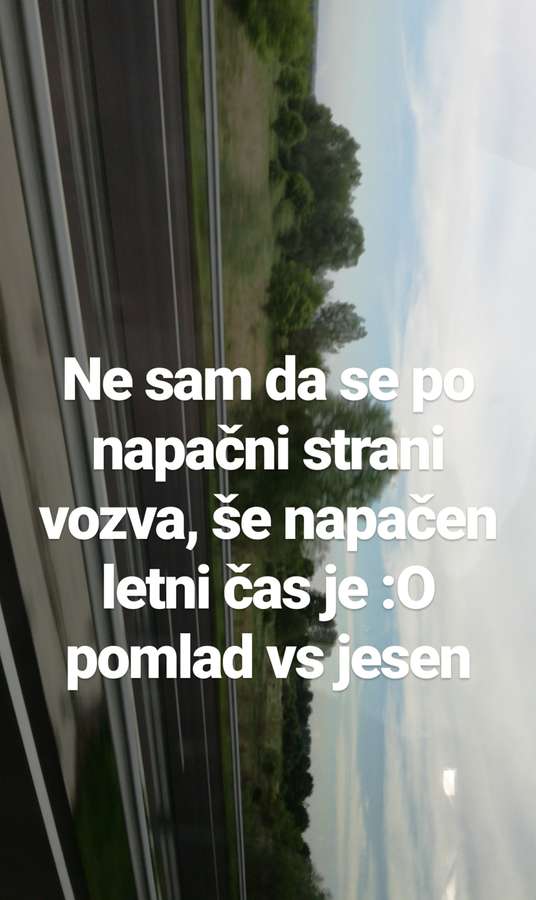 Ne sam da se po
napačni strani
vozva, še napačen
letni čas je :O
pomlad vs jesen